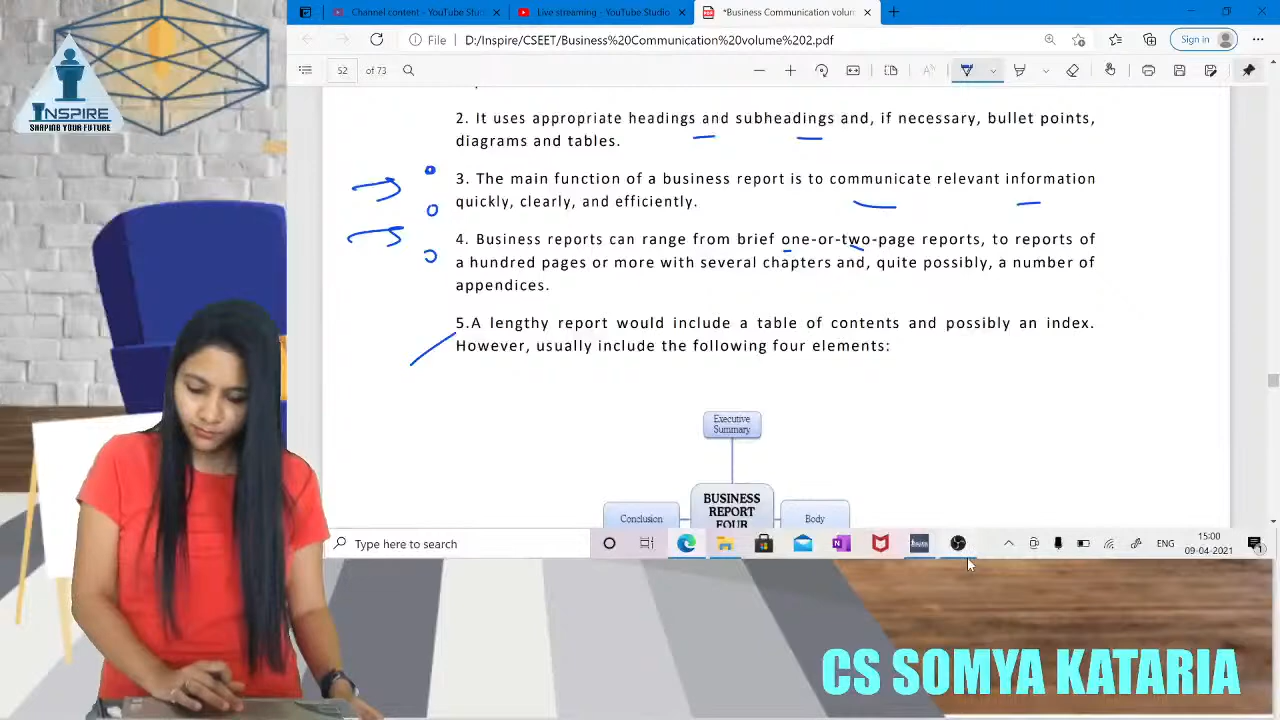 Channel content - YouTube Studio
Live streaming - YouTube Studio
*Business Communication volum
File D:/Inspire/CSEET/Business%20Communication%20volume%202.pdf
Sign in
52 of 73
INSPIRE
SHAPING YOUR FUTURE
2. It uses appropriate headings and subheadings and, if necessary, bullet points,
diagrams and tables.
3. The main function of a business report is to communicate relevant information
quickly, clearly, and efficiently.
4. Business reports can range from brief one-or-two-page reports, to reports of
a hundred pages or more with several chapters and, quite possibly, a number of
appendices.
5.A lengthy report would include a table of contents and possibly an index.
However, usually include the following four elements:
Executive
Summary
BUSINESS
REPORT
FOUR
Conclusion
Body
Type here to search
ENG
15:00
09-04-2021
CS SOMYA KATARIA